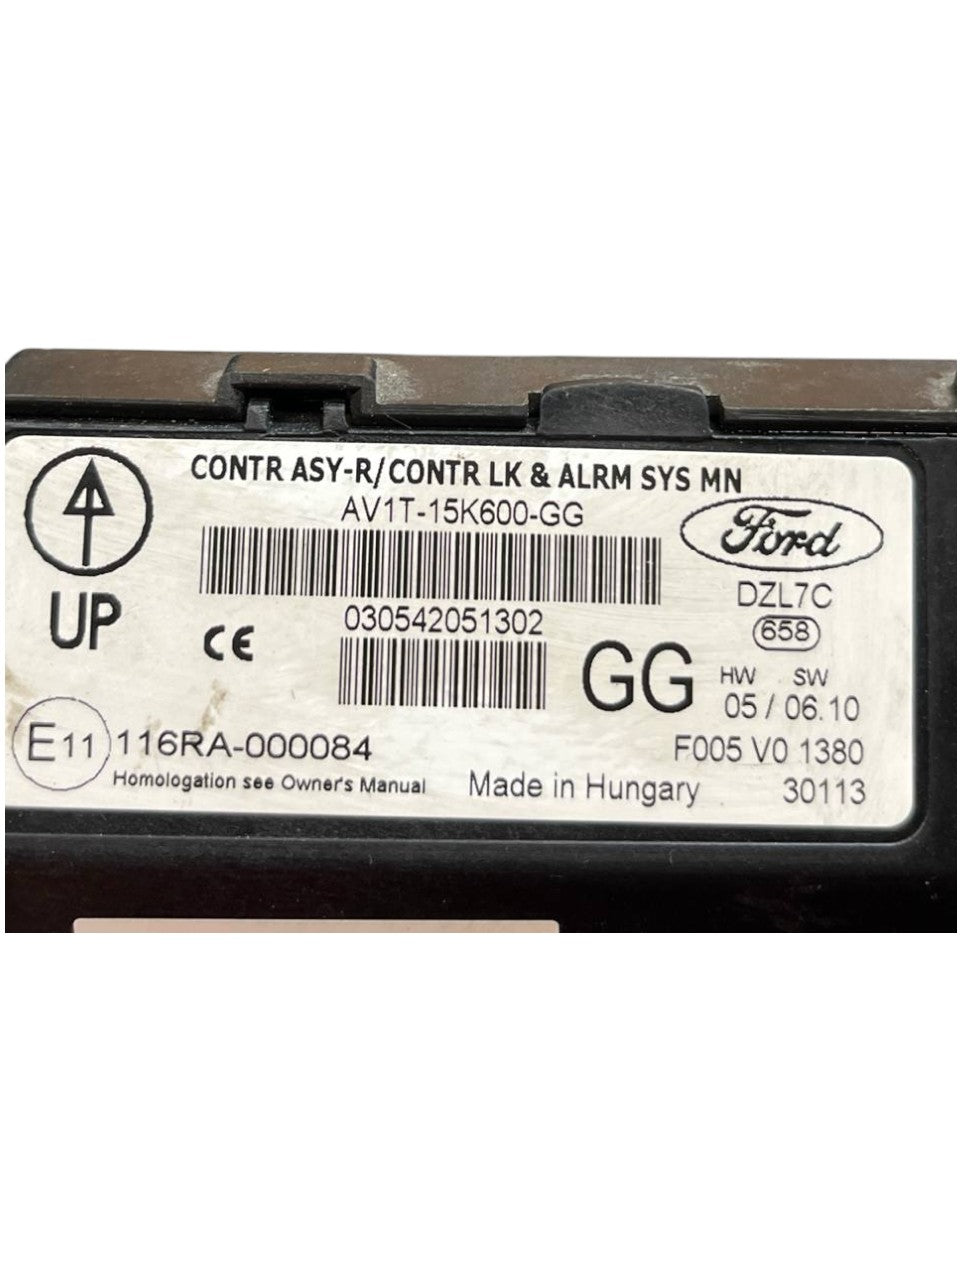 CONTR ASY-R/CONTR LK & ALRM SYS MN
AV1T-15K600-GG
Ford
DZL7C
658
UP
CE
030542051302
GG
HW SW
05 / 06.10
E11 116RA-000084
F005 V0 1380
Homologation see Owner's Manual
Made in Hungary
30113